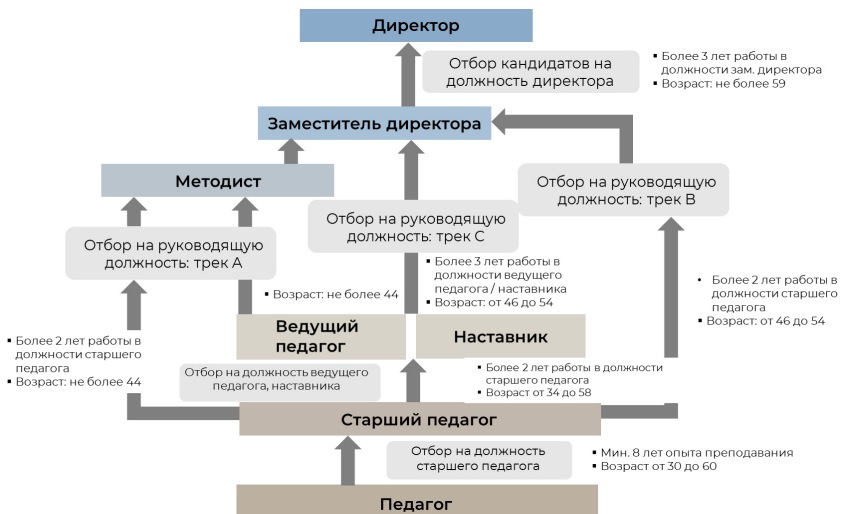 Директор
Отбор кандидатов на
должность директора
▪ Более 3 лет работы в
должности зам. директора
▪ Возраст: не более 59
Заместитель директора
Методист
Отбор на руководящую
должность: трек B
Отбор на руководящую
должность: трек C
Отбор на руководящую
должность: трек A
▪ Более 3 лет работы в
должности ведущего
педагога / наставника
▪ Возраст: от 46 до 54
• Более 2 лет работы в
должности старшего
педагога
▪ Возраст: от 46 до 54
▪ Возраст: не более 44
Ведущий
педагог
Наставник
▪ Более 2 лет работы в
должности старшего
педагога
▪ Возраст: не более 44
Отбор на должность ведущего
педагога, наставника
▪ Более 2 лет работы в должности
старшего педагога
▪ Возраст от 34 до 58
Старший педагог
Отбор на должность
старшего педагога
▪ Мин. 8 лет опыта преподавания
▪ Возраст от 30 до 60
Педагог